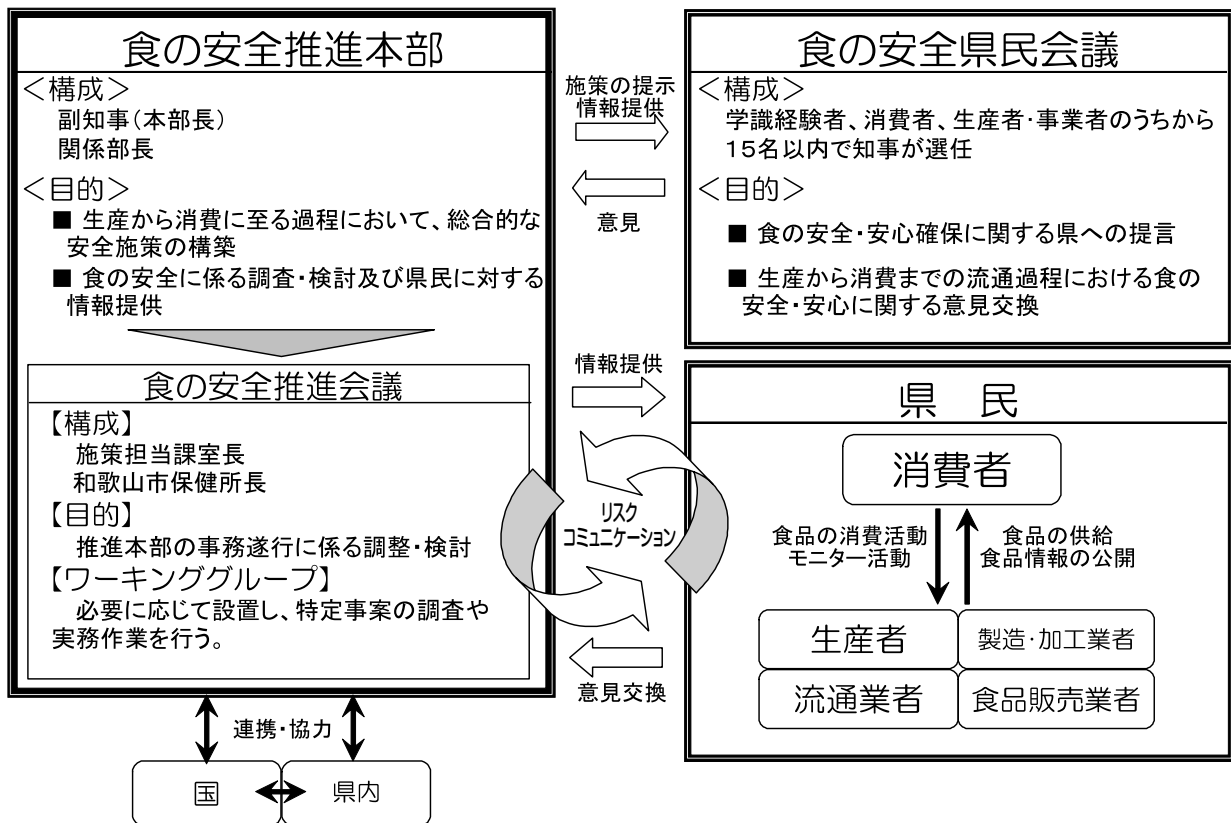 食の安全推進本部
＜構成＞
副知事（本部長）
関係部長
＜目的＞
■ 生産から消費に至る過程において、総合的な
安全施策の構築
■ 食の安全に係る調査・検討及び県民に対する
情報提供
食の安全推進会議
【構成】
施策担当課室長
和歌山市保健所長
【目的】
推進本部の事務遂行に係る調整・検討
【ワーキンググループ】
必要に応じて設置し、特定事案の調査や
実務作業を行う。
連携・協力
国
県内
施策の提示
情報提供
意見
情報提供
リスク
コミュニケーション
意見交換
食の安全県民会議
＜構成＞
学識経験者、消費者、生産者・事業者のうちから
15名以内で知事が選任
＜目的＞
■ 食の安全・安心確保に関する県への提言
■ 生産から消費までの流通過程における食の
安全・安心に関する意見交換
県　民
消費者
食品の消費活動
モニター活動
食品の供給
食品情報の公開
生産者
製造・加工業者
流通業者
食品販売業者